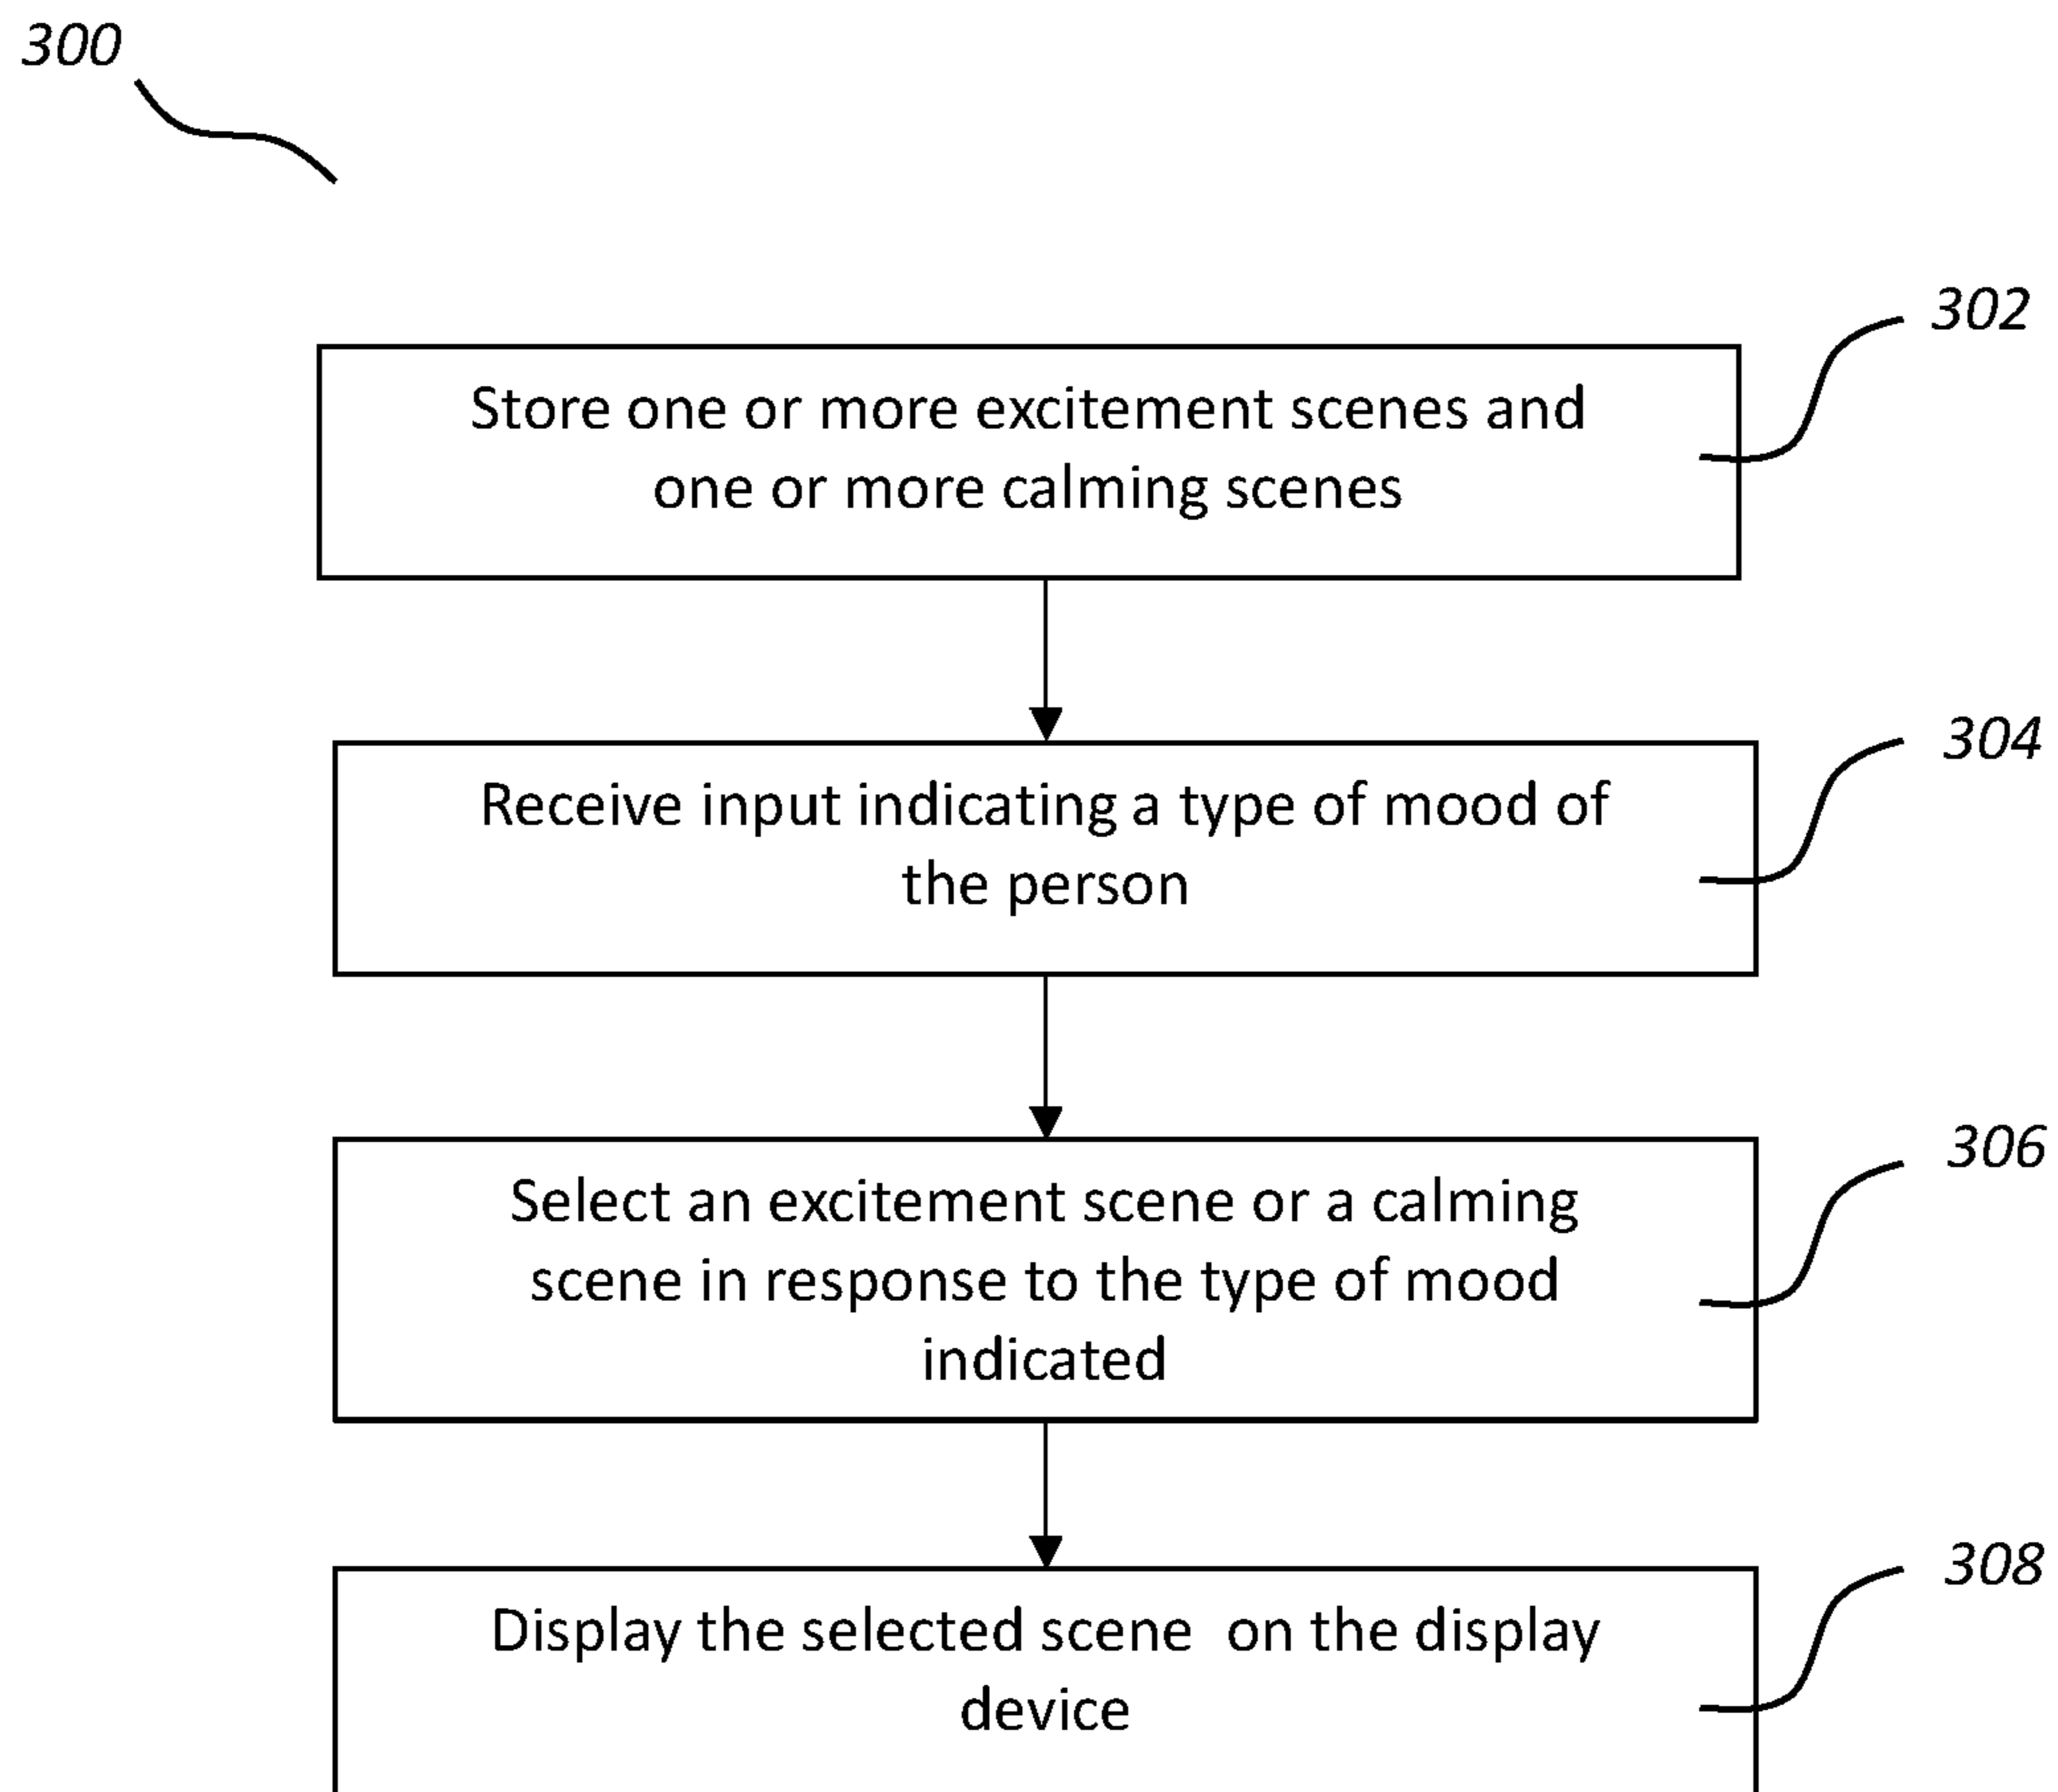 300
302
Store one or more excitement scenes and
one or more calming scenes
304
Receive input indicating a type of mood of
the person
306
Select an excitement scene or a calming
scene in response to the type of mood
indicated
308
Display the selected scene on the display
device